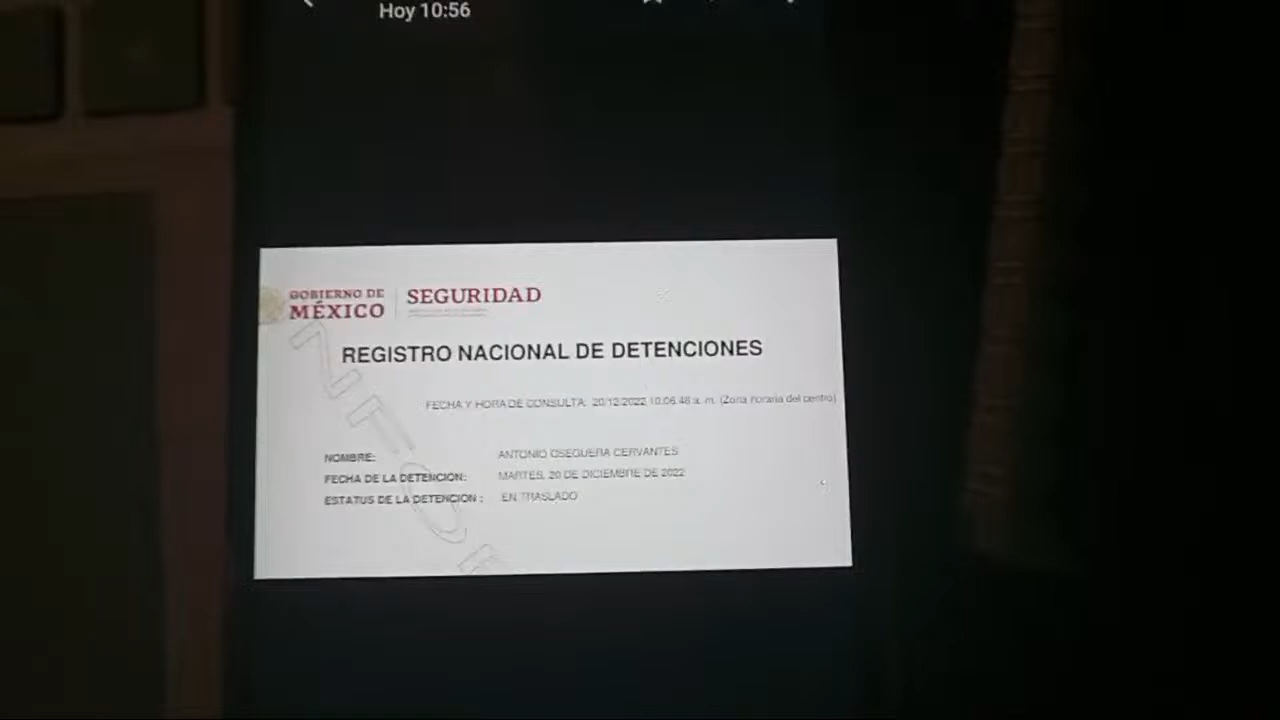 Hoy 10:56
GOBIERNO DE
MÉXICO
SEGURIDAD
REGISTRO NACIONAL DE DETENCIONES
FECHA Y HORA DE CONSULTA: 20/12/2022 10:06:48 a. m. (Zona horaria del centro)
NOMBRE: ANTONIO OSEGUERA CERVANTES
FECHA DE LA DETENCION: MARTES, 20 DE DICIEMBRE DE 2022
ESTATUS DE LA DETENCION : EN TRASLADO